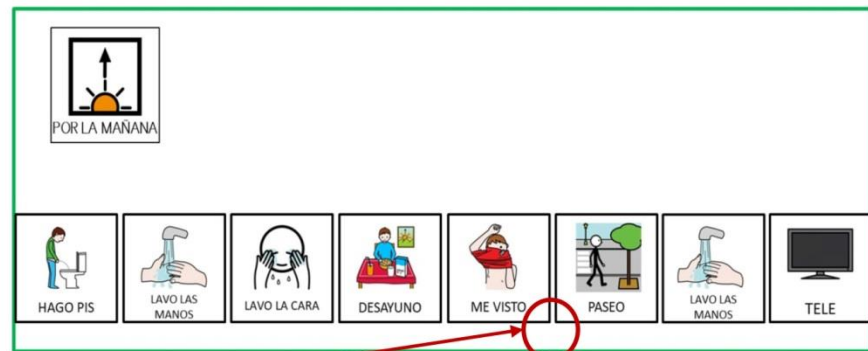 POR LA MAÑANA
HAGO PIS
LAVO LAS
MANOS
LAVO LA CARA
DESAYUNO
ME VISTO
PASEO
LAVO LAS
MANOS
TELE